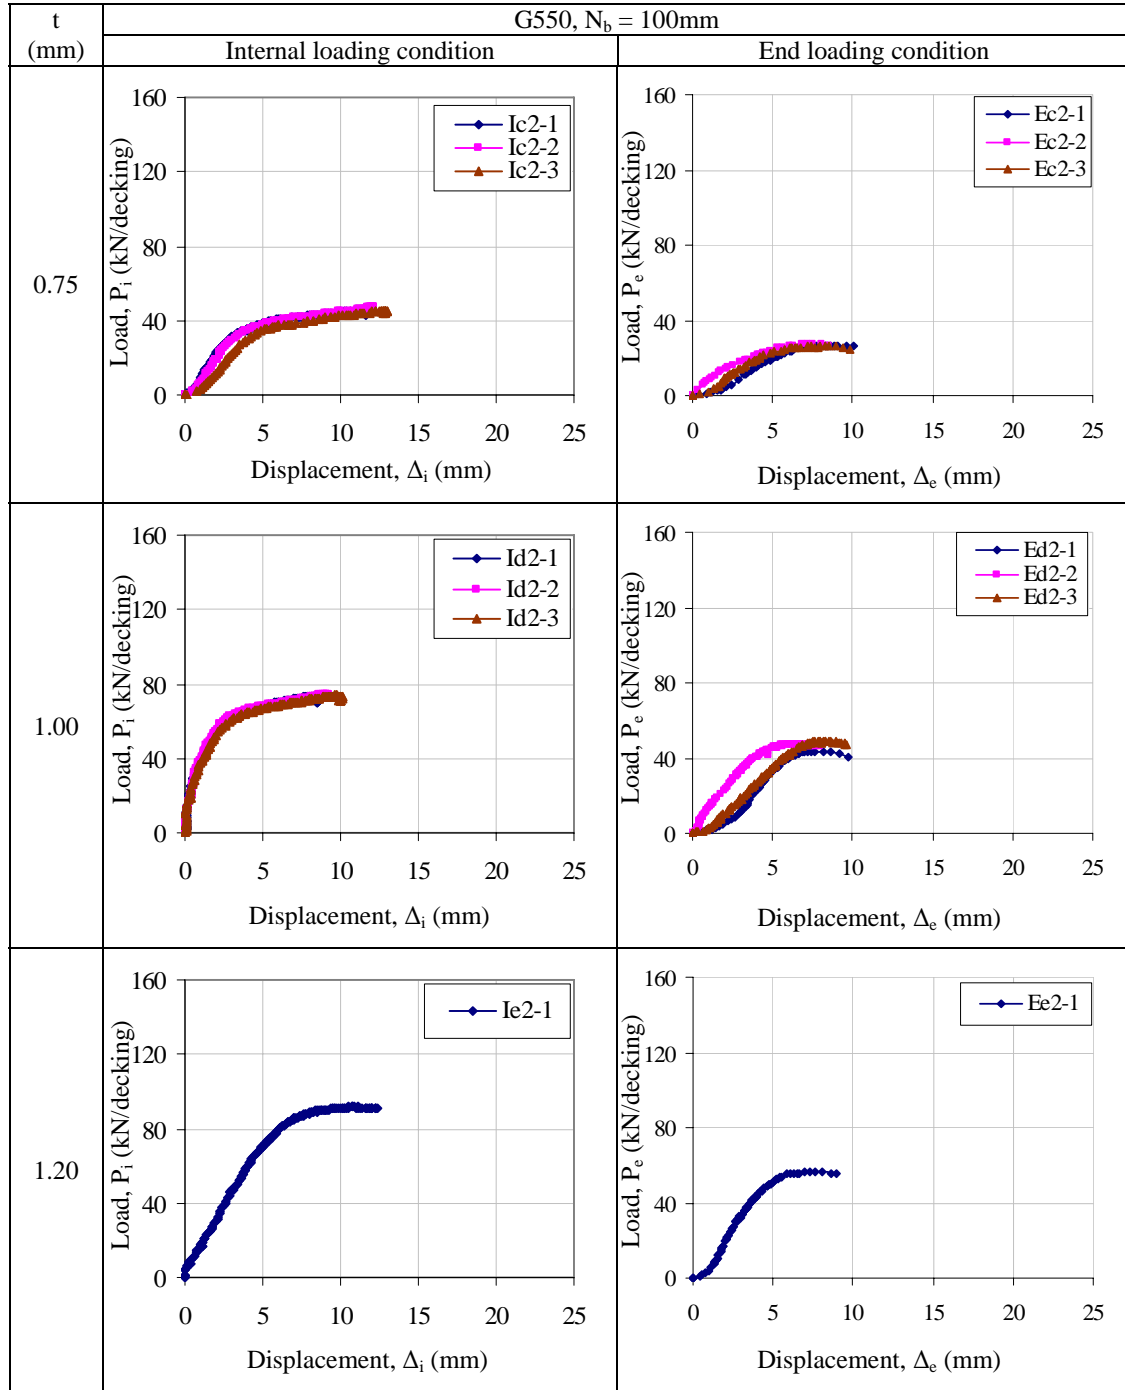 t
(mm)
G550, N_b = 100mm
Internal loading condition
End loading condition
0.75
Load, P_i (kN/decking)
160
120
80
40
0
Ic2-1
Ic2-2
Ic2-3
0 5 10 15 20 25
Displacement, Δ_i (mm)
Load, P_e (kN/decking)
160
120
80
40
0
Ec2-1
Ec2-2
Ec2-3
0 5 10 15 20 25
Displacement, Δ_e (mm)
1.00
Load, P_i (kN/decking)
160
120
80
40
0
Id2-1
Id2-2
Id2-3
0 5 10 15 20 25
Displacement, Δ_i (mm)
Load, P_e (kN/decking)
160
120
80
40
0
Ed2-1
Ed2-2
Ed2-3
0 5 10 15 20 25
Displacement, Δ_e (mm)
1.20
Load, P_i (kN/decking)
160
120
80
40
0
Ie2-1
0 5 10 15 20 25
Displacement, Δ_i (mm)
Load, P_e (kN/decking)
160
120
80
40
0
Ee2-1
0 5 10 15 20 25
Displacement, Δ_e (mm)